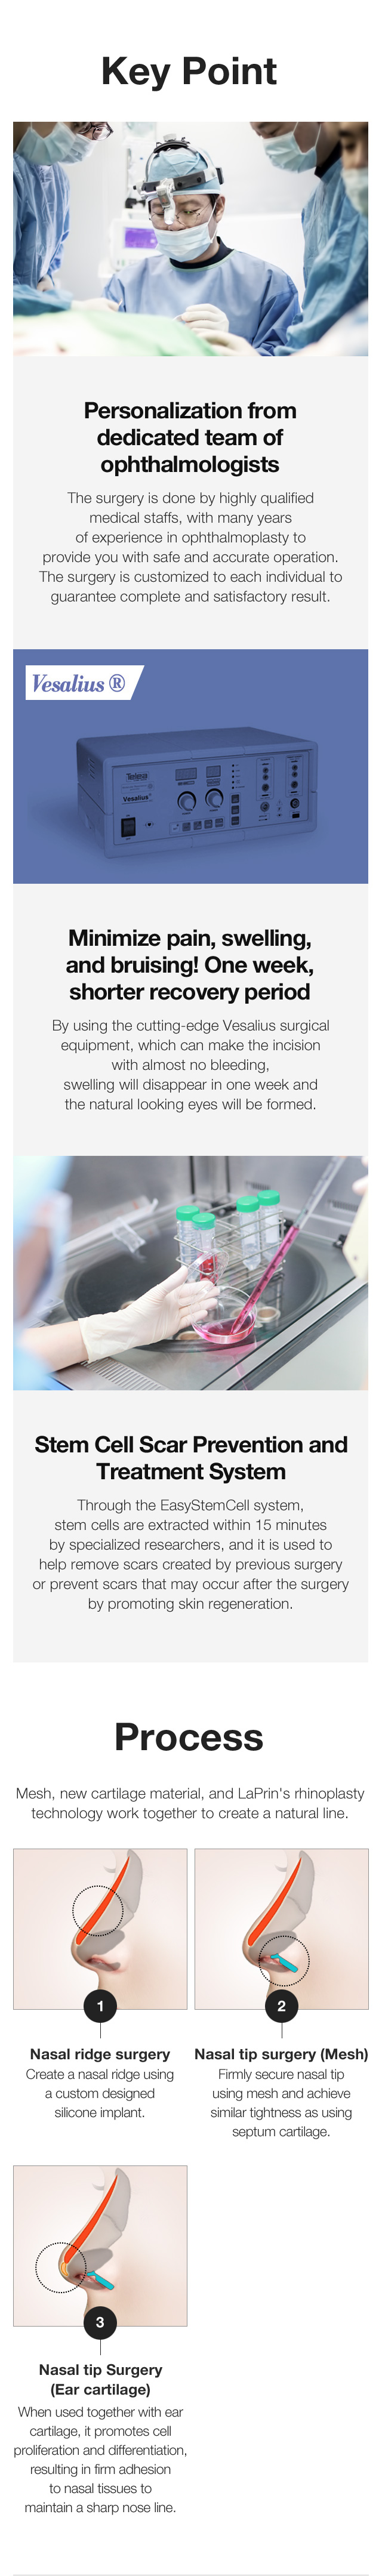 Key Point
Personalization from
dedicated team of
ophthalmologists
The surgery is done by highly qualified
medical staffs, with many years
of experience in ophthalmoplasty to
provide you with safe and accurate operation.
The surgery is customized to each individual to
guarantee complete and satisfactory result.
Vesalius ®
Telea
Vesalius
Minimize pain, swelling,
and bruising! One week,
shorter recovery period
By using the cutting-edge Vesalius surgical
equipment, which can make the incision
with almost no bleeding,
swelling will disappear in one week and
the natural looking eyes will be formed.
Stem Cell Scar Prevention and
Treatment System
Through the EasyStemCell system,
stem cells are extracted within 15 minutes
by specialized researchers, and it is used to
help remove scars created by previous surgery
or prevent scars that may occur after the surgery
by promoting skin regeneration.
Process
Mesh, new cartilage material, and LaPrin's rhinoplasty
technology work together to create a natural line.
1
Nasal ridge surgery
Create a nasal ridge using
a custom designed
silicone implant.
2
Nasal tip surgery (Mesh)
Firmly secure nasal tip
using mesh and achieve
similar tightness as using
septum cartilage.
3
Nasal tip Surgery
(Ear cartilage)
When used together with ear
cartilage, it promotes cell
proliferation and differentiation,
resulting in firm adhesion
to nasal tissues to
maintain a sharp nose line.